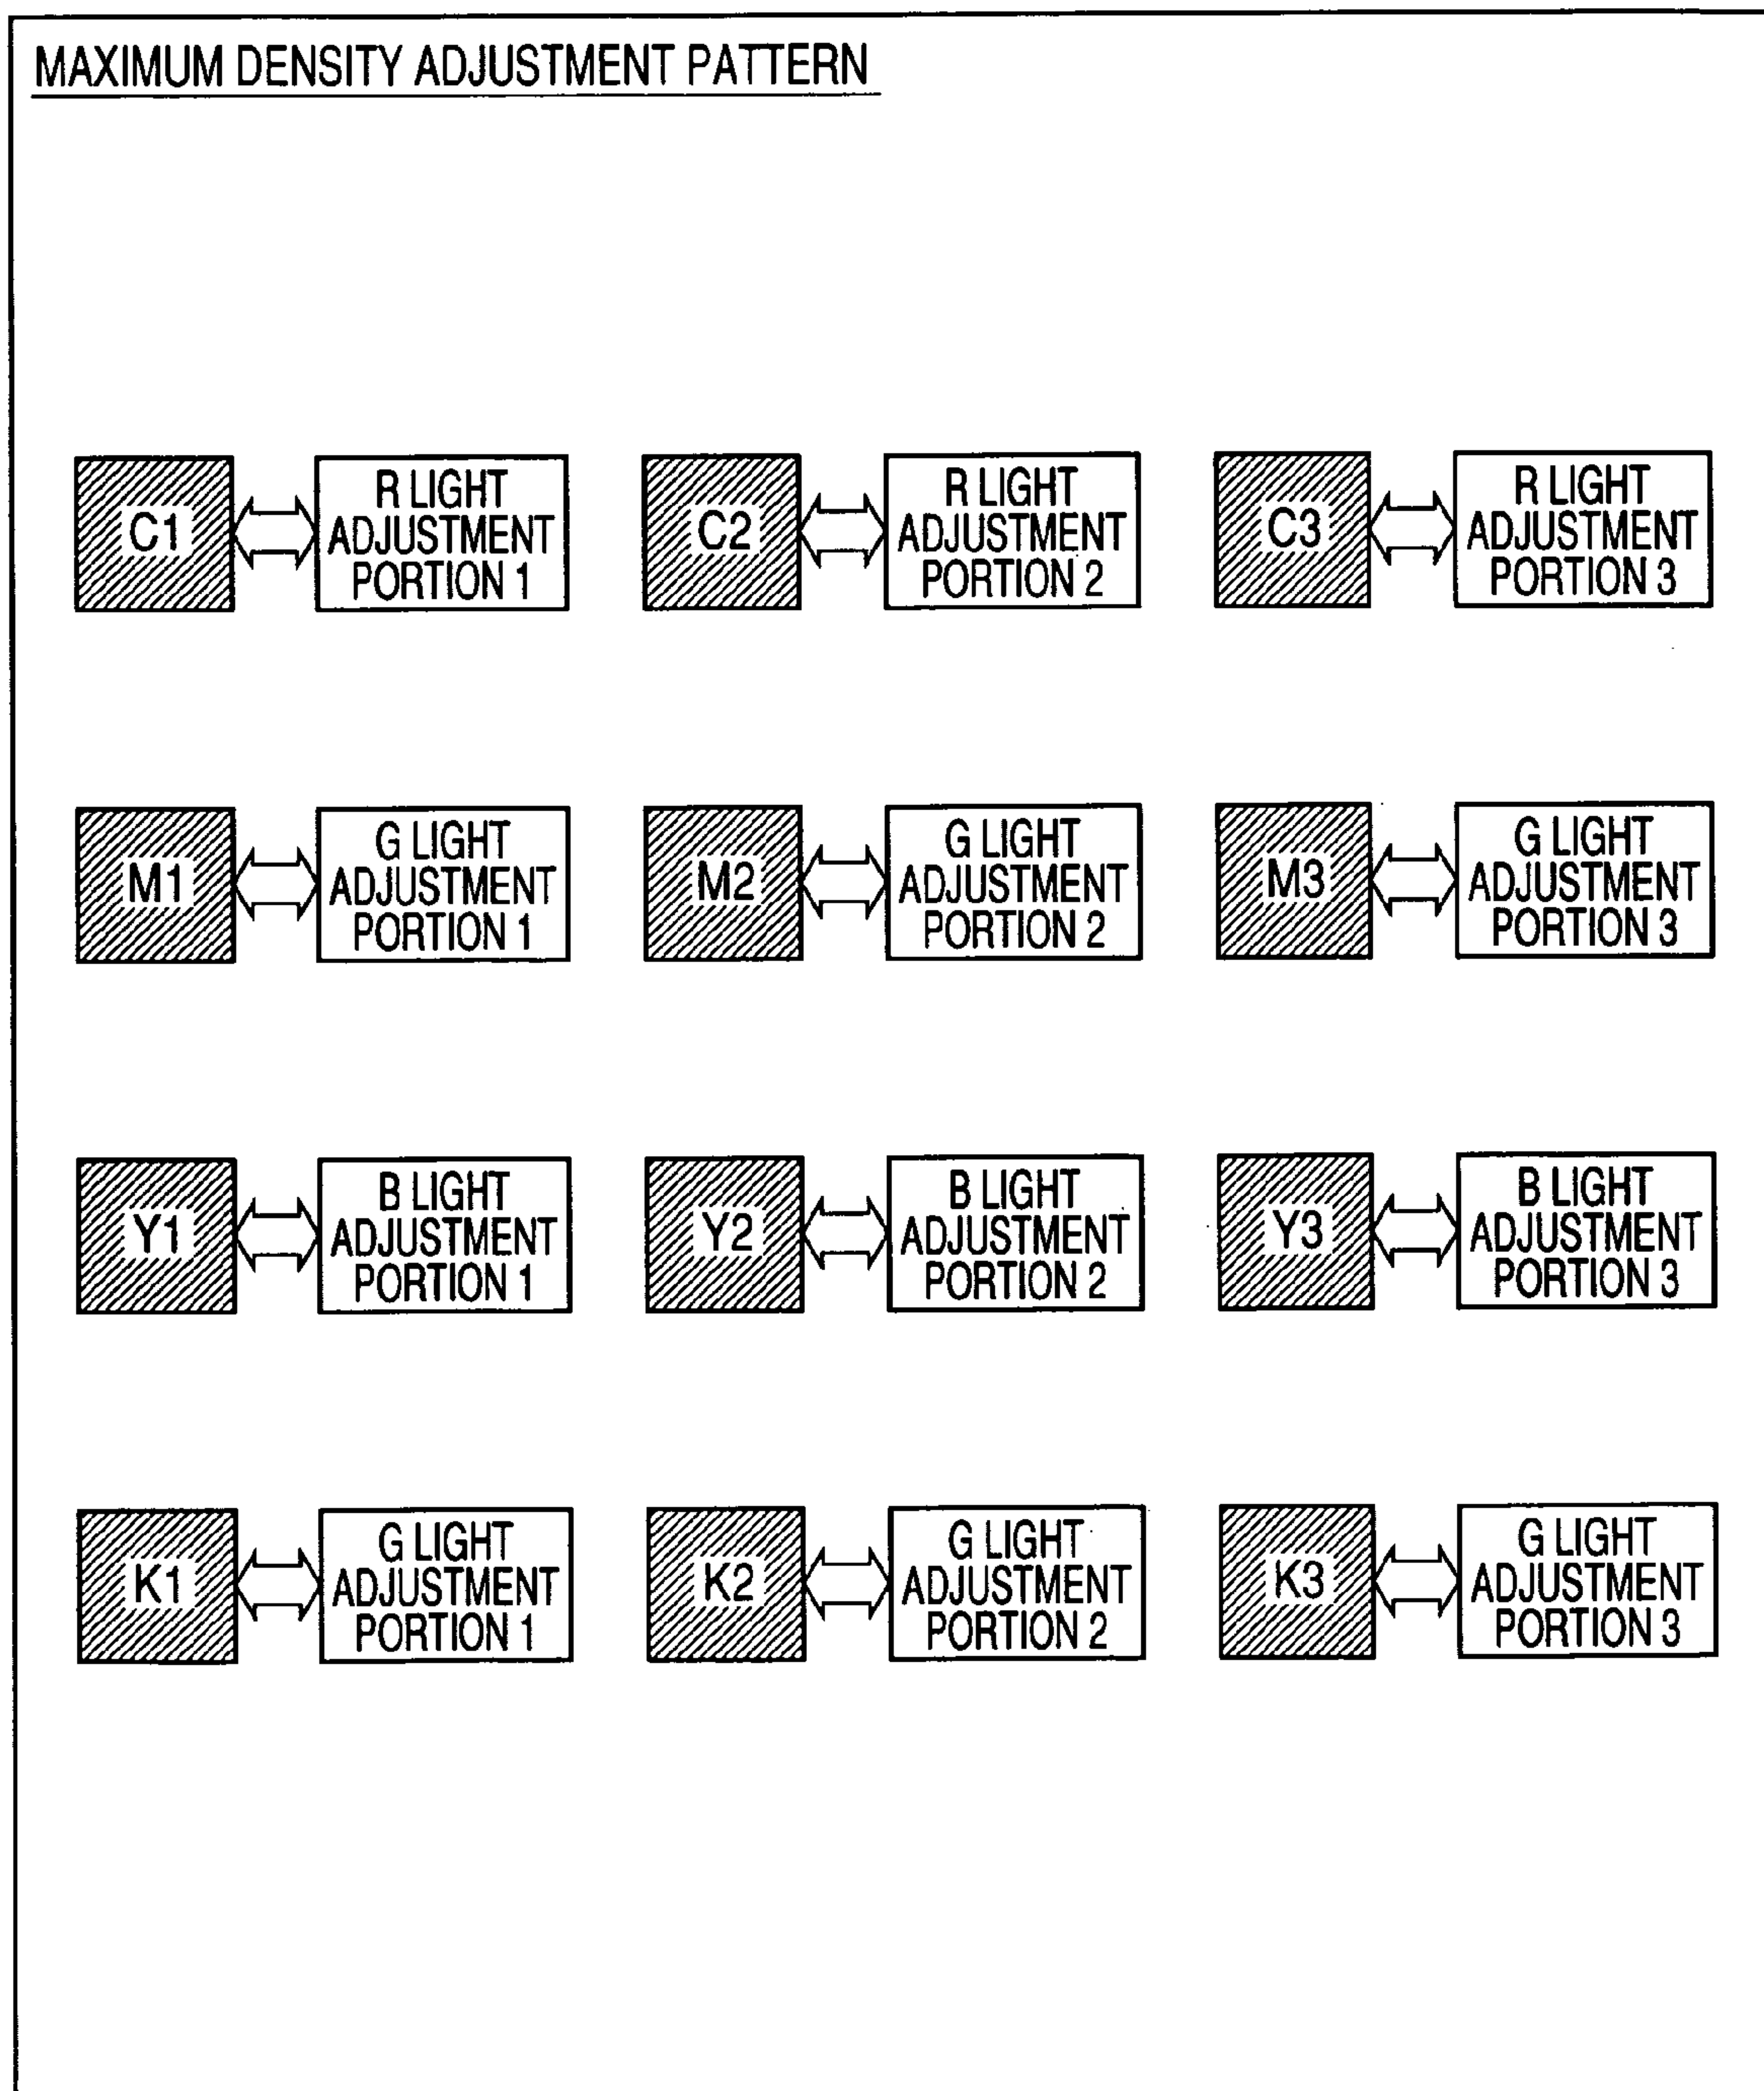 MAXIMUM DENSITY ADJUSTMENT PATTERN
C1
R LIGHT
ADJUSTMENT
PORTION 1
C2
R LIGHT
ADJUSTMENT
PORTION 2
C3
R LIGHT
ADJUSTMENT
PORTION 3
M1
G LIGHT
ADJUSTMENT
PORTION 1
M2
G LIGHT
ADJUSTMENT
PORTION 2
M3
G LIGHT
ADJUSTMENT
PORTION 3
Y1
B LIGHT
ADJUSTMENT
PORTION 1
Y2
B LIGHT
ADJUSTMENT
PORTION 2
Y3
B LIGHT
ADJUSTMENT
PORTION 3
K1
G LIGHT
ADJUSTMENT
PORTION 1
K2
G LIGHT
ADJUSTMENT
PORTION 2
K3
G LIGHT
ADJUSTMENT
PORTION 3